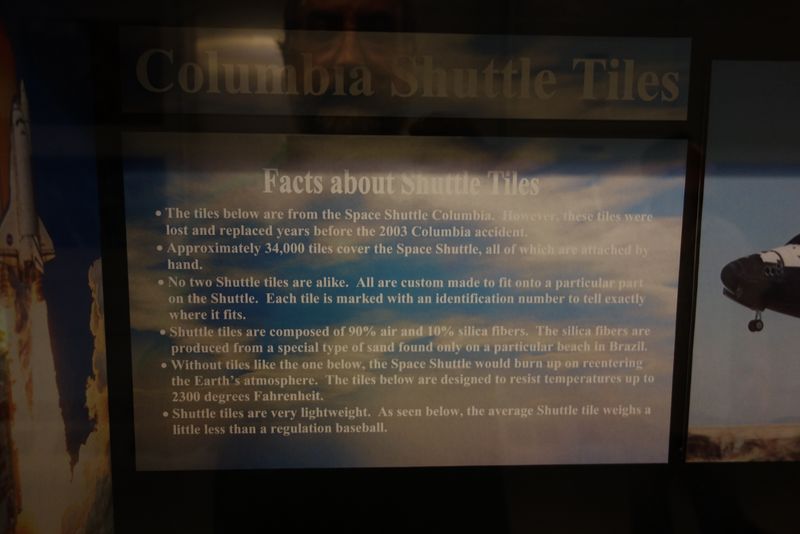 Columbia Shuttle Tiles
Facts about Shuttle Tiles
• The tiles below are from the Space Shuttle Columbia. However, these tiles were
lost and replaced years before the 2003 Columbia accident.
• Approximately 34,000 tiles cover the Space Shuttle, all of which are attached by
hand.
• No two Shuttle tiles are alike. All are custom made to fit onto a particular part
on the Shuttle. Each tile is marked with an identification number to tell exactly
where it fits.
• Shuttle tiles are composed of 90% air and 10% silica fibers. The silica fibers are
produced from a special type of sand found only on a particular beach in Brazil.
• Without tiles like the one below, the Space Shuttle would burn up on reentering
the Earth's atmosphere. The tiles below are designed to resist temperatures up to
2300 degrees Fahrenheit.
• Shuttle tiles are very lightweight. As seen below, the average Shuttle tile weighs a
little less than a regulation baseball.